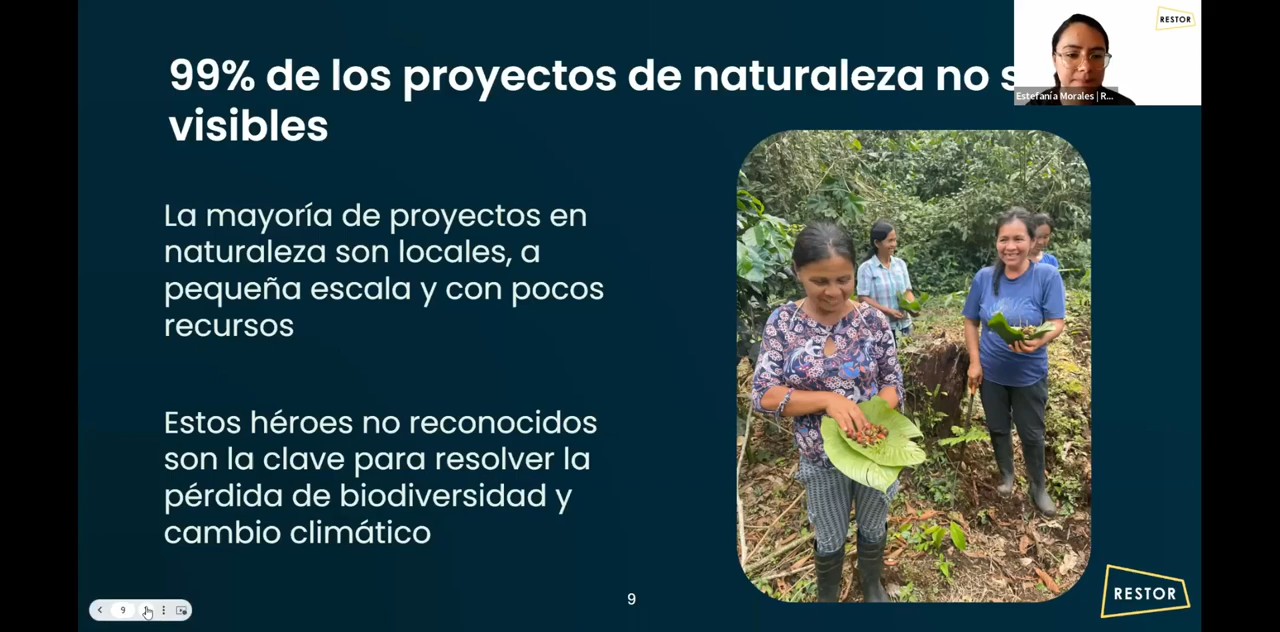 99% de los proyectos de naturaleza no
visibles
RESTOR
Estefanía Morales | R...
La mayoría de proyectos en
naturaleza son locales, a
pequeña escala y con pocos
recursos
Estos héroes no reconocidos
son la clave para resolver la
pérdida de biodiversidad y
cambio climático
9
9
RESTOR